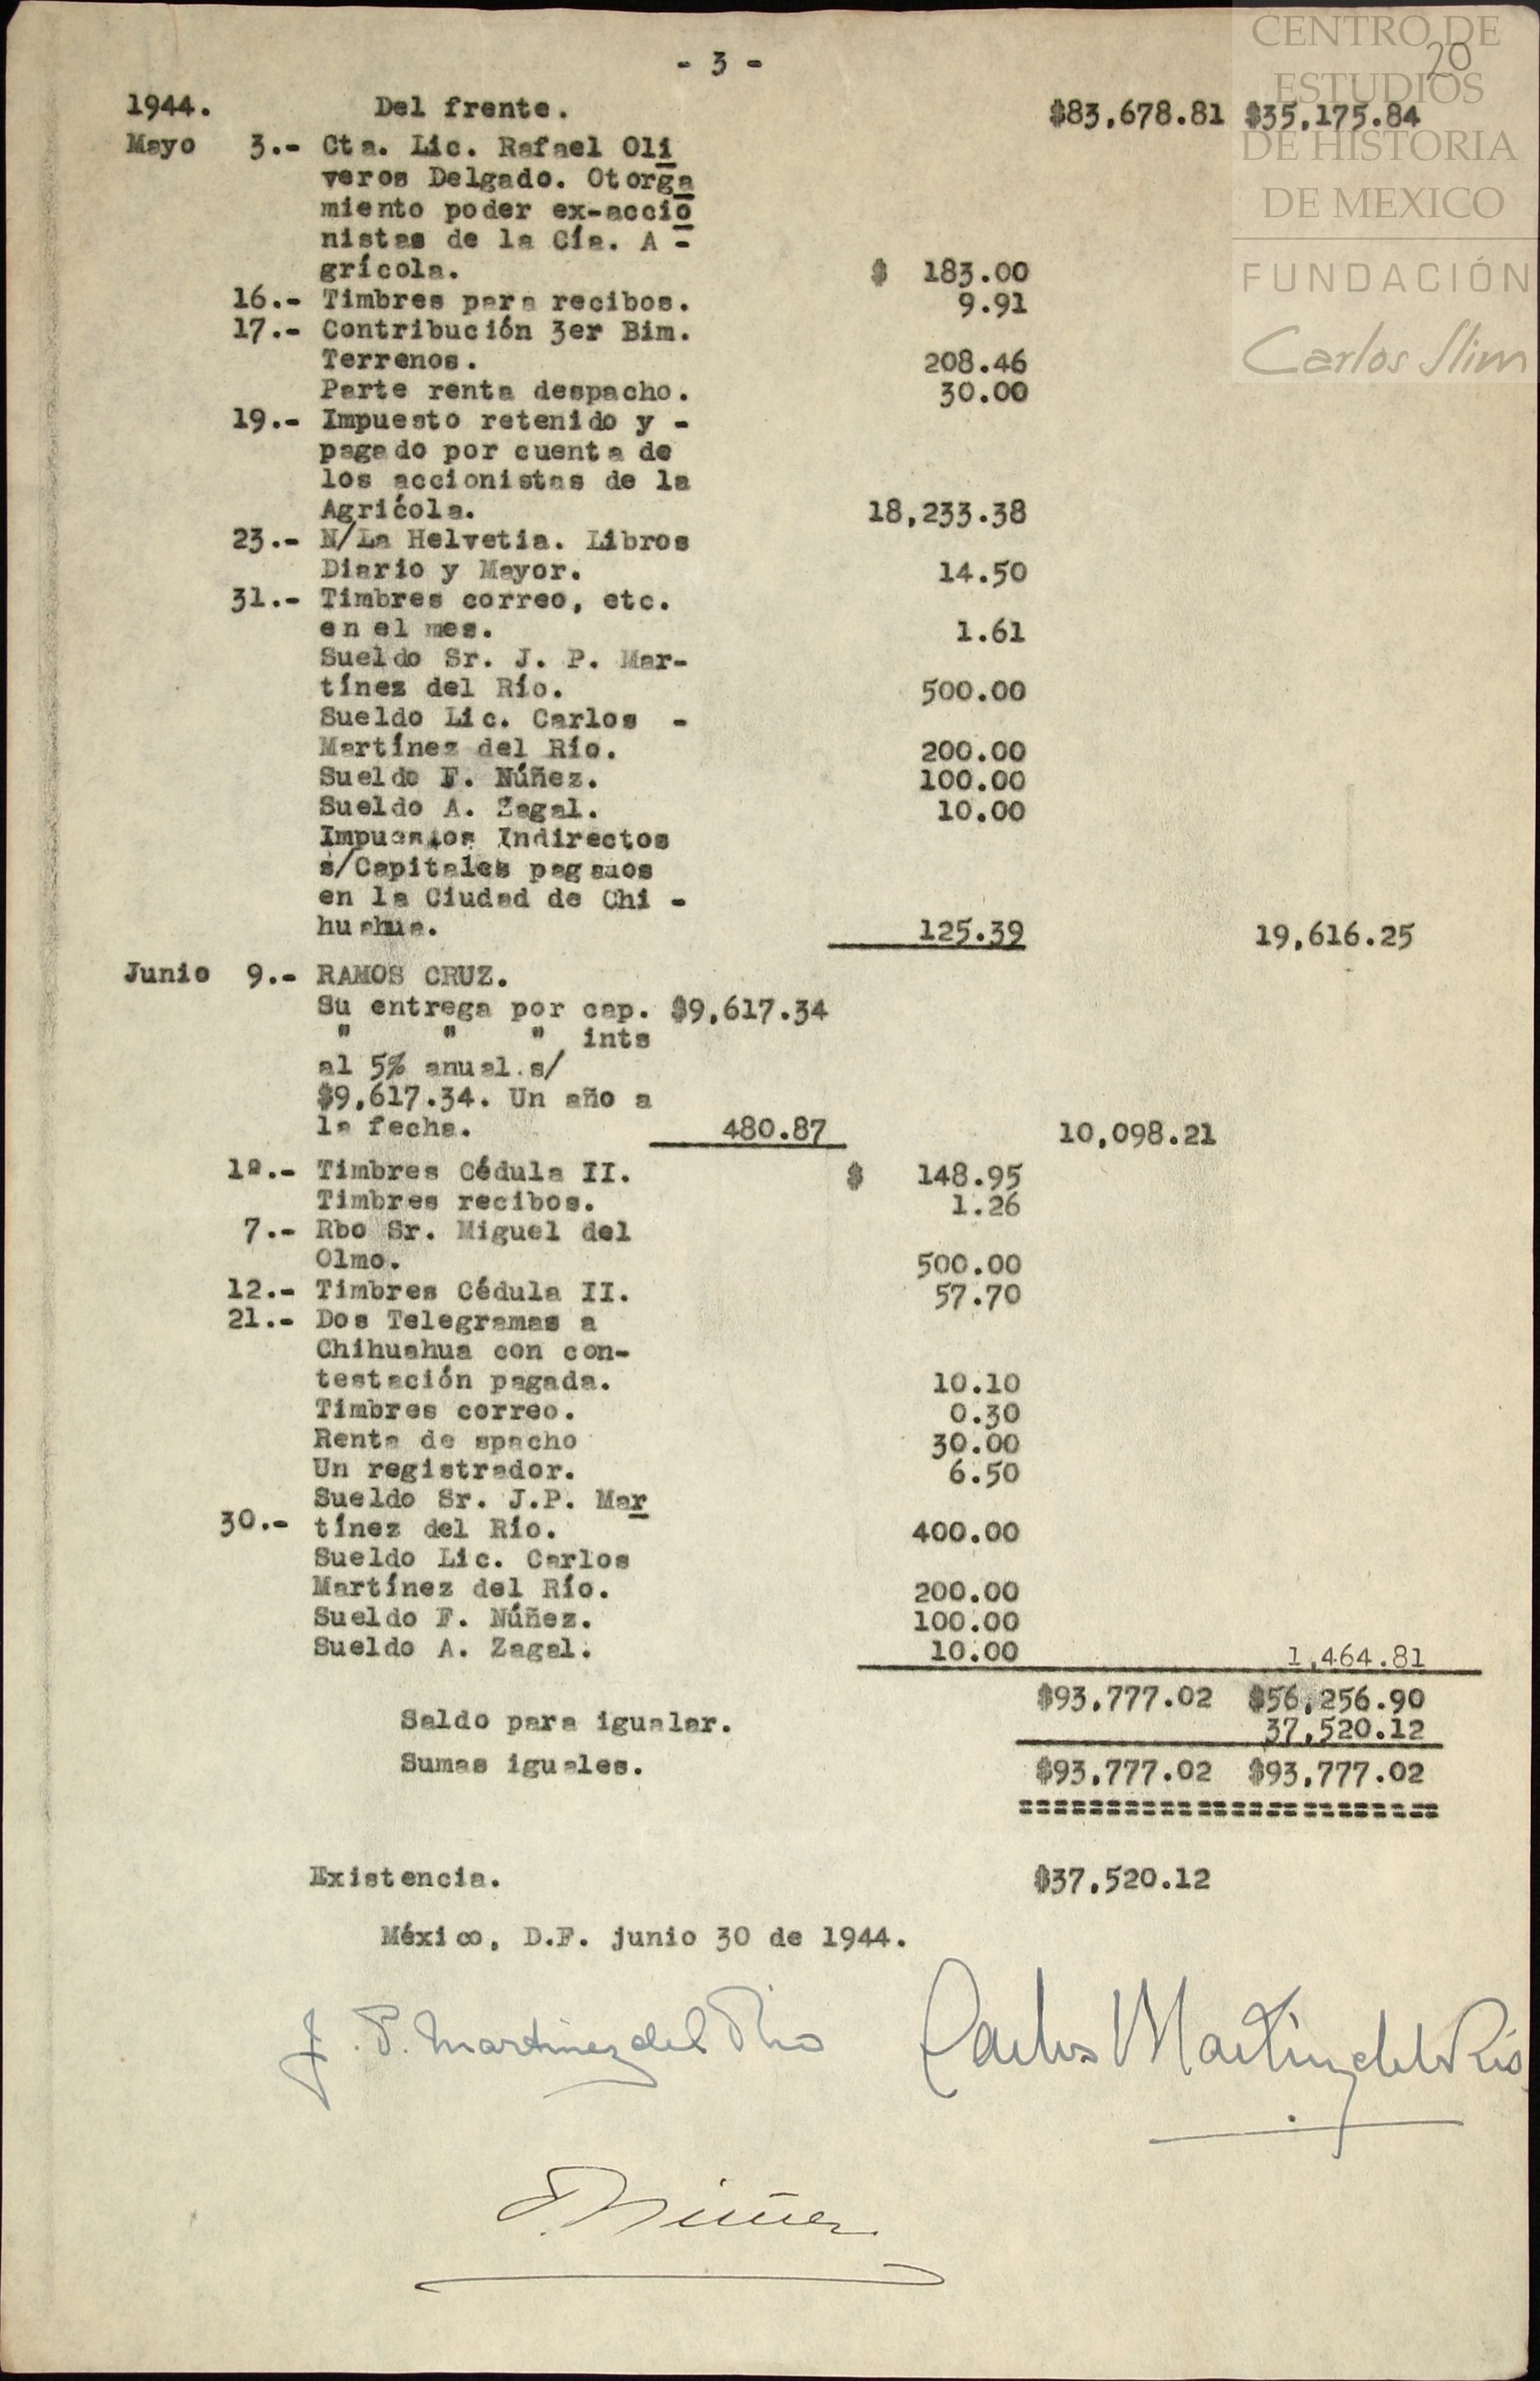 CENTRO DE
ESTUDIOS
DE HISTORIA
DE MEXICO
FUNDACIÓN
Carlos Slim
20
- 3 -
1944. Del frente. $83,678.81 $35,175.84
Mayo 3.- Cta. Lic. Rafael Oli
veros Delgado. Otorga
miento poder ex-accio
nistas de la Cía. A -
grícola. $ 183.00
16.- Timbres para recibos. 9.91
17.- Contribución 3er Bim.
Terrenos. 208.46
Parte renta despacho. 30.00
19.- Impuesto retenido y -
pagado por cuenta de
los accionistas de la
Agrícola. 18,233.38
23.- N/La Helvetia. Libros
Diario y Mayor. 14.50
31.- Timbres correo, etc.
en el mes. 1.61
Sueldo Sr. J. P. Mar-
tínez del Río. 500.00
Sueldo Lic. Carlos -
Martínez del Río. 200.00
Sueldo F. Núñez. 100.00
Sueldo A. Zagal. 10.00
Impuestos Indirectos
s/Capitales pagados
en la Ciudad de Chi -
huahua. 125.39 19,616.25
Junio 9.- RAMOS CRUZ.
Su entrega por cap. $9,617.34
" " " ints
al 5% anual.s/
$9,617.34. Un año a
la fecha. 480.87 10,098.21
1º.- Timbres Cédula II. $ 148.95
Timbres recibos. 1.26
7.- Rbo Sr. Miguel del
Olmo. 500.00
12.- Timbres Cédula II. 57.70
21.- Dos Telegramas a
Chihuahua con con-
testación pagada. 10.10
Timbres correo. 0.30
Renta de spacho 30.00
Un registrador. 6.50
Sueldo Sr. J.P. Mar
30.- tínez del Río. 400.00
Sueldo Lic. Carlos
Martínez del Río. 200.00
Sueldo F. Núñez. 100.00
Sueldo A. Zagal. 10.00 1,464.81
$93,777.02 $56,256.90
Saldo para igualar. 37,520.12
Sumas iguales. $93,777.02 $93,777.02
========================
Existencia. $37,520.12
México, D.F. junio 30 de 1944.
J. P. Martinez del Rio Carlos Martinez del Rio
F. Núñez